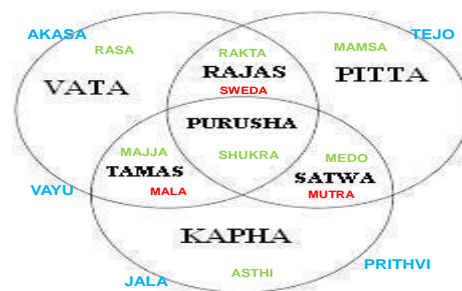 AKASA
TEJO
RASA
RAKTA
MAMSA
VATA
RAJAS
PITTA
SWEDA
PURUSHA
MAJJA
SHUKRA
MEDO
TAMAS
SATWA
VAYU
MALA
MUTRA
KAPHA
PRITHVI
ASTHI
JALA